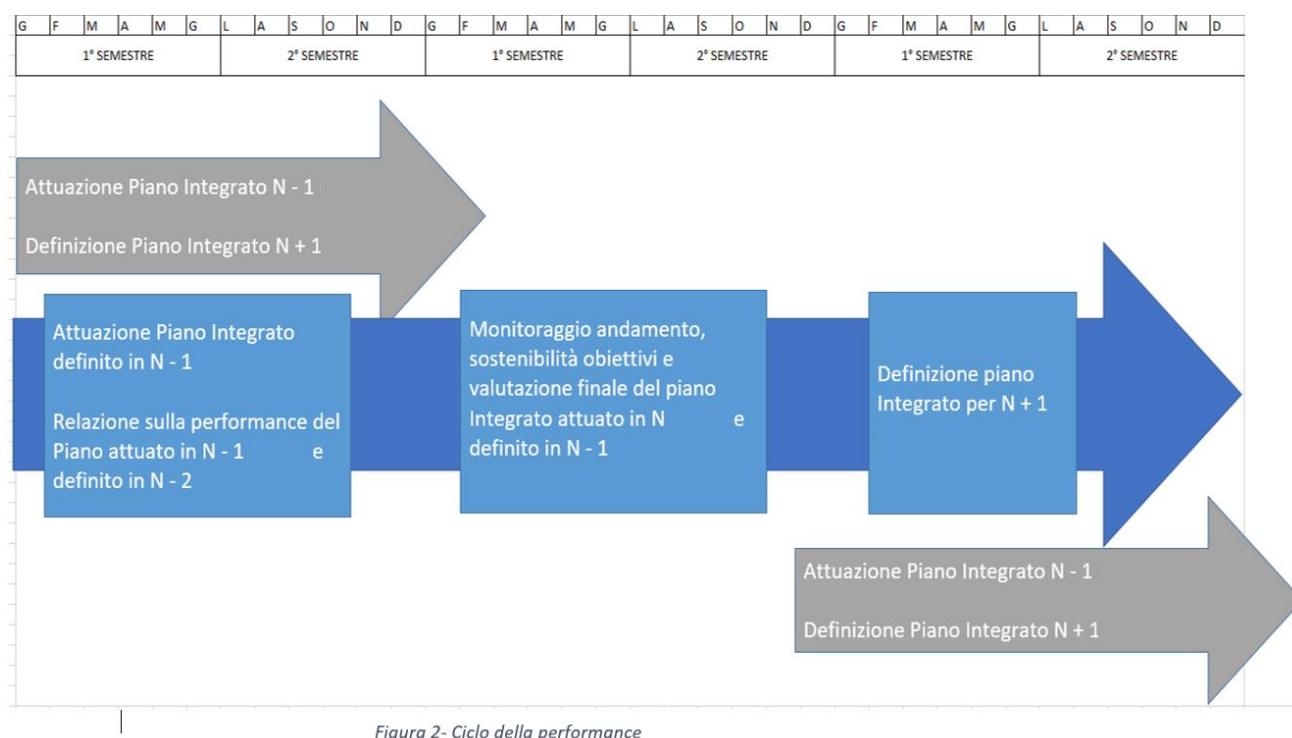 G F M A M G L A S O N D G F M A M G L A S O N D G F M A M G L A S O N D
1° SEMESTRE 2° SEMESTRE 1° SEMESTRE 2° SEMESTRE 1° SEMESTRE 2° SEMESTRE
Attuazione Piano Integrato N - 1
Definizione Piano Integrato N + 1
Attuazione Piano Integrato
definito in N - 1
Relazione sulla performance del
Piano attuato in N - 1 e
definito in N - 2
Monitoraggio andamento,
sostenibilità obiettivi e
valutazione finale del piano
Integrato attuato in N e
definito in N - 1
Definizione piano
Integrato per N + 1
Attuazione Piano Integrato N - 1
Definizione Piano Integrato N + 1
Figura 2- Ciclo della performance